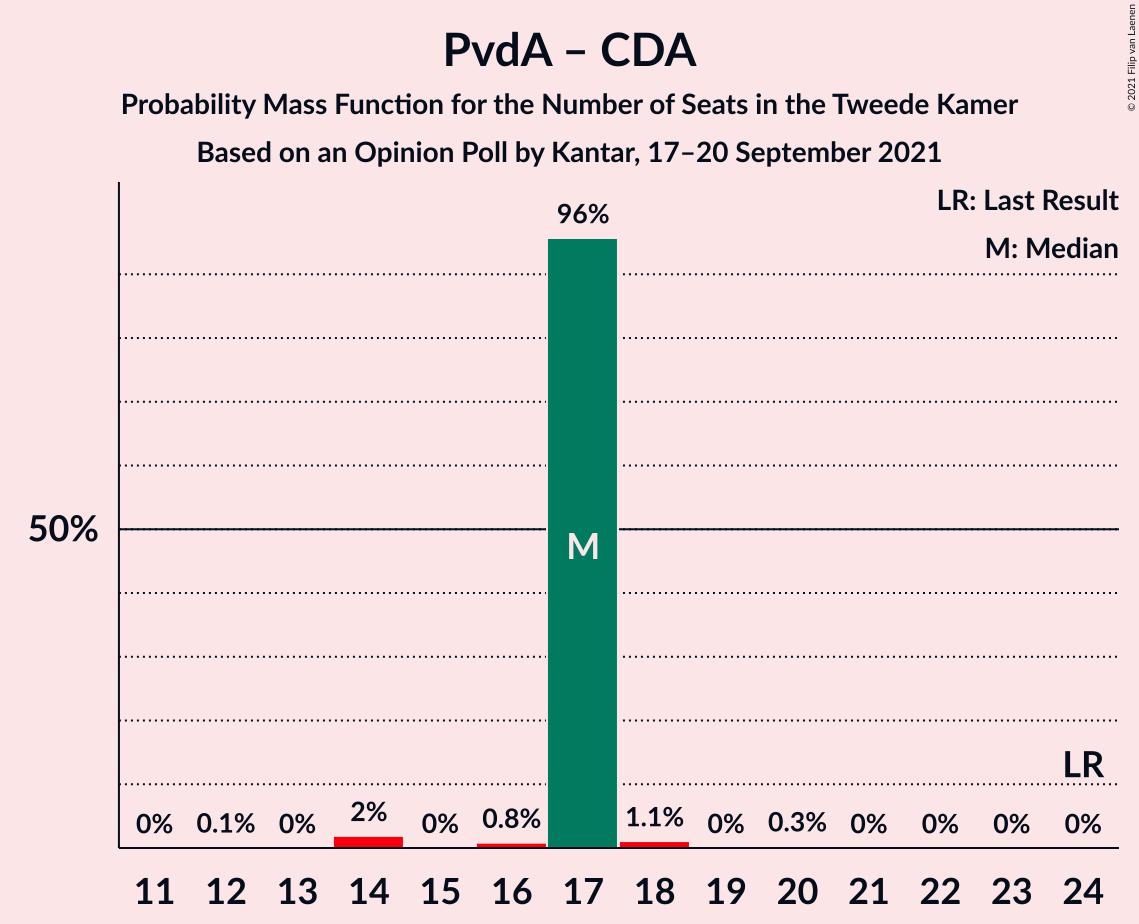 PvdA – CDA
Probability Mass Function for the Number of Seats in the Tweede Kamer
Based on an Opinion Poll by Kantar, 17–20 September 2021
© 2021 Filip van Laenen
LR: Last Result
M: Median
96%
50%
M
LR
0% 0.1% 0% 2% 0% 0.8% 1.1% 0% 0.3% 0% 0% 0% 0%
11 12 13 14 15 16 17 18 19 20 21 22 23 24